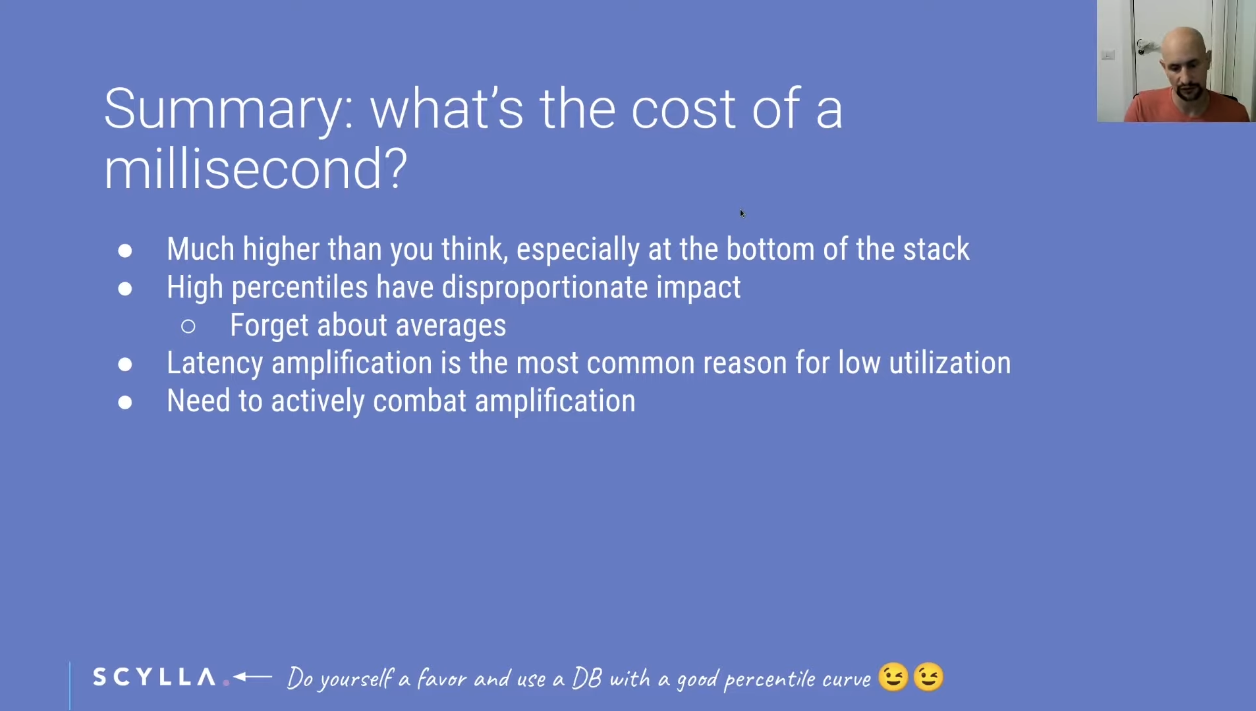 Summary: what's the cost of a
millisecond?
● Much higher than you think, especially at the bottom of the stack
● High percentiles have disproportionate impact
○ Forget about averages
● Latency amplification is the most common reason for low utilization
● Need to actively combat amplification
SCYLLA. ← Do yourself a favor and use a DB with a good percentile curve 😉😉